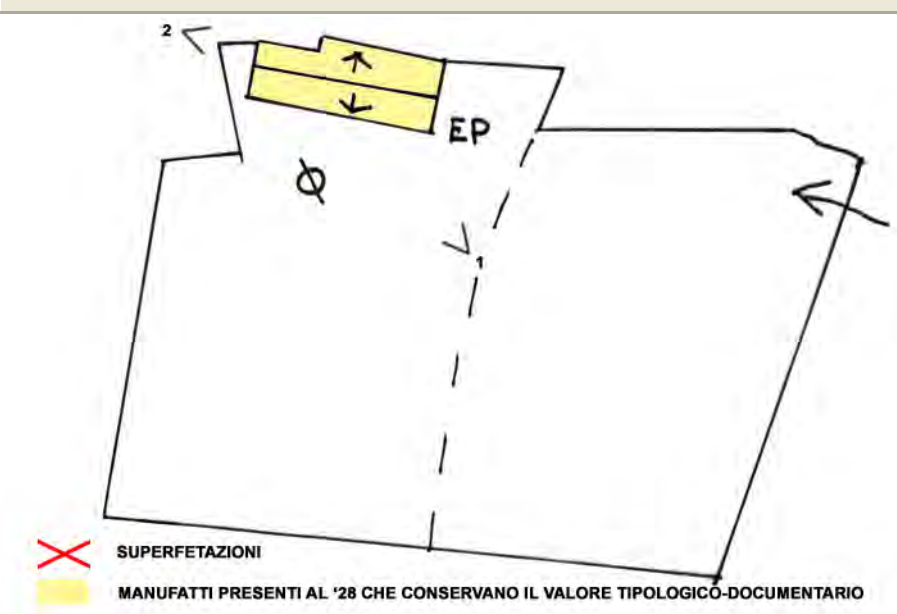 2
EP
Φ
1
SUPERFETAZIONI
MANUFATTI PRESENTI AL '28 CHE CONSERVANO IL VALORE TIPOLOGICO-DOCUMENTARIO